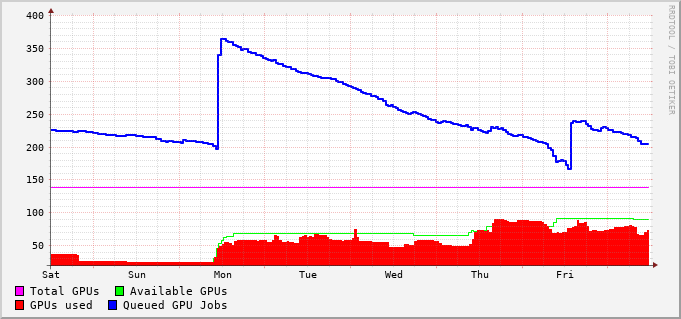 400
350
300
250
200
150
100
50
Sat Sun Mon Tue Wed Thu Fri
Total GPUs Available GPUs
GPUs used Queued GPU Jobs
RRDTOOL / TOBI OETIKER